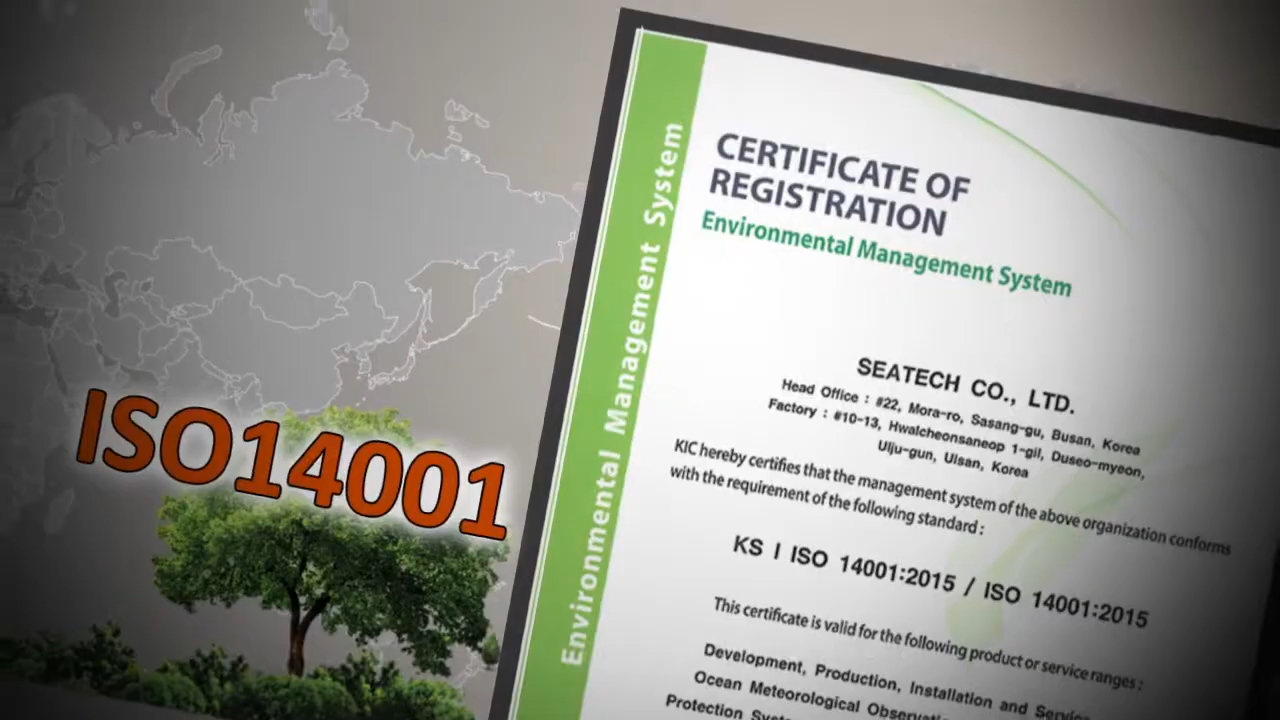 ISO14001
Environmental Management System
CERTIFICATE OF
REGISTRATION
Environmental Management System
SEATECH CO., LTD.
Head Office : #22, Mora-ro, Sasang-gu, Busan, Korea
Factory : #10-13, Hwalcheonsaneop 1-gil, Duseo-myeon,
Ulju-gun, Ulsan, Korea
KIC hereby certifies that the management system of the above organization conforms
with the requirement of the following standard :
KS I ISO 14001:2015 / ISO 14001:2015
This certificate is valid for the following product or service ranges :
Development, Production, Installation and Service
Ocean Meteorological
Protection